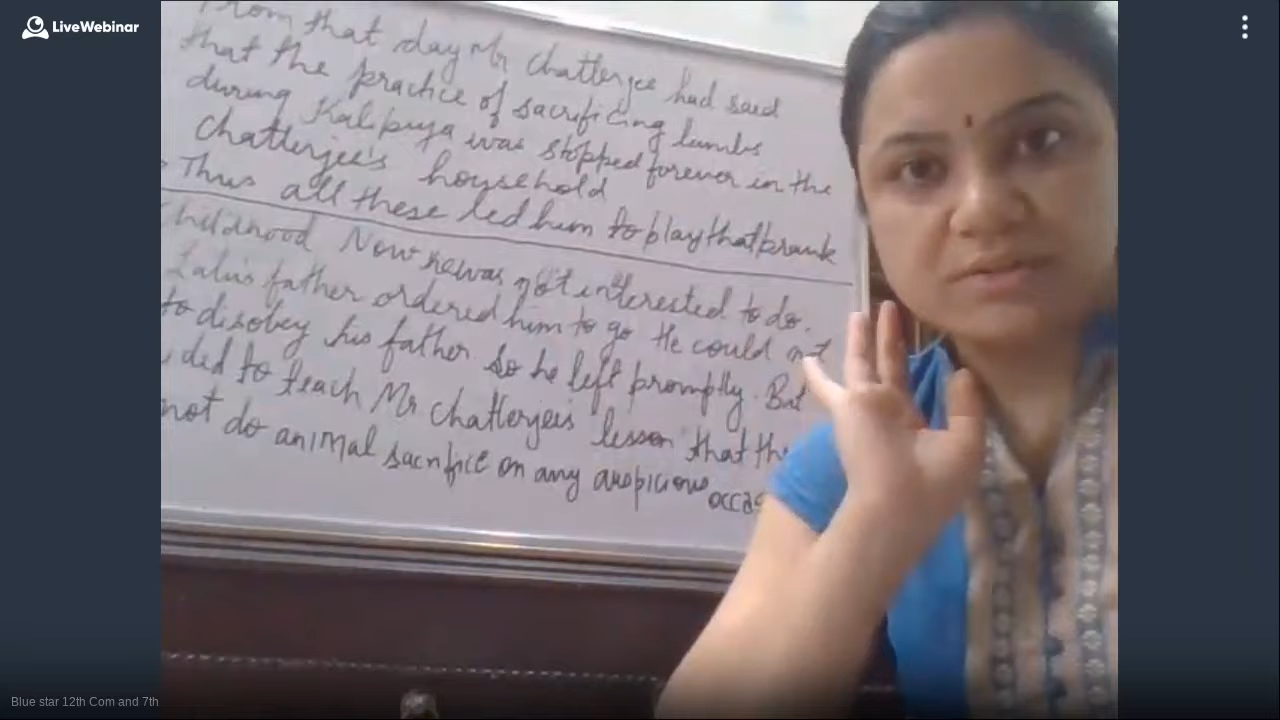 LiveWebinar
From that day Mr Chatterjee had said
that the practice of sacrificing lambs
during Kalipuja was stopped forever in the
Chatterjee's household
Thus all these led him to play that prank
Childhood Now he was not interested to do.
Lalu's father ordered him to go He could not
to disobey his father. So he left promptly. But
ded to teach Mr Chatterjee's lesson that th
not do animal sacrifice on any auspicious occas
Blue star 12th Com and 7th